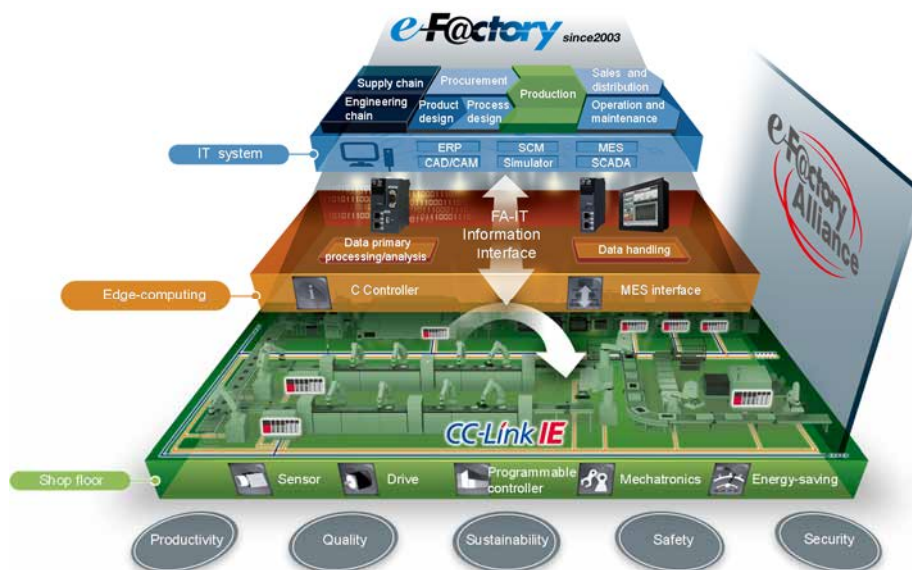 e-F@ctory since2003
Supply chain
Procurement
Production
Sales and
distribution
Engineering
chain
Product
design
Process
design
Operation and
maintenance
IT system
ERP
SCM
MES
CAD/CAM
Simulator
SCADA
FA-IT
Information
interface
Data primary
processing/analysis
Data handling
Edge-computing
C Controller
MES interface
e-F@ctory
Alliance
CC-Link IE
Shop floor
Sensor
Drive
Programmable
controller
Mechatronics
Energy-saving
Productivity
Quality
Sustainability
Safety
Security